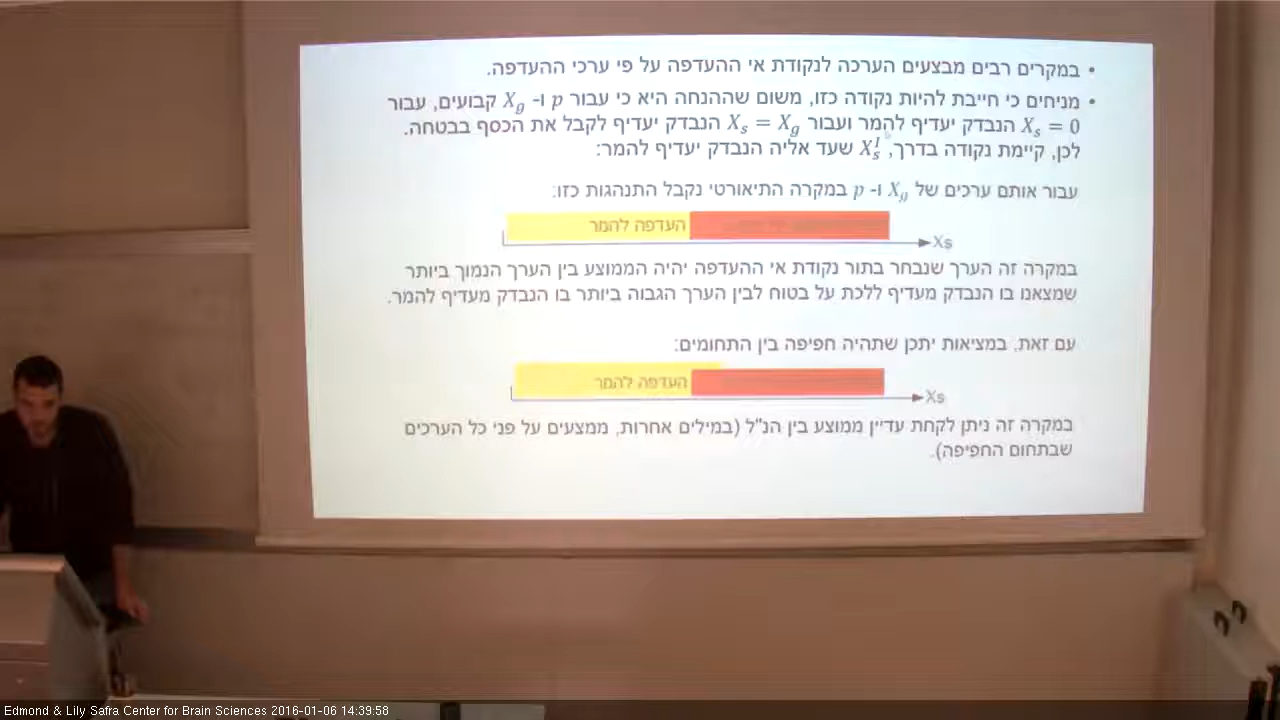 • במקרים רבים מבצעים הערכה לנקודת אי ההעדפה על פי ערכי ההעדפה.
• מניחים כי חייבת להיות נקודה כזו, משום שההנחה היא כי עבור p ו- X_g קבועים, עבור
X_s = 0 הנבדק יעדיף להמר ועבור X_s = X_g הנבדק יעדיף לקבל את הכסף בבטחה.
לכן, קיימת נקודה בדרך, X_s^I שעד אליה הנבדק יעדיף להמר:
עבור אותם ערכים של X_g ו- p במקרה התיאורטי נקבל התנהגות כזו:
העדפה להמר
Xs
במקרה זה הערך שנבחר בתור נקודת אי ההעדפה יהיה הממוצע בין הערך הנמוך ביותר
שמצאנו בו הנבדק מעדיף ללכת על בטוח לבין הערך הגבוה ביותר בו הנבדק מעדיף להמר.
עם זאת, במציאות יתכן שתהיה חפיפה בין התחומים:
העדפה להמר
Xs
במקרה זה ניתן לקחת עדיין ממוצע בין הנ"ל (במילים אחרות, ממצעים על פני כל הערכים
שבתחום החפיפה).
Edmond & Lily Safra Center for Brain Sciences 2016-01-06 14:39:58